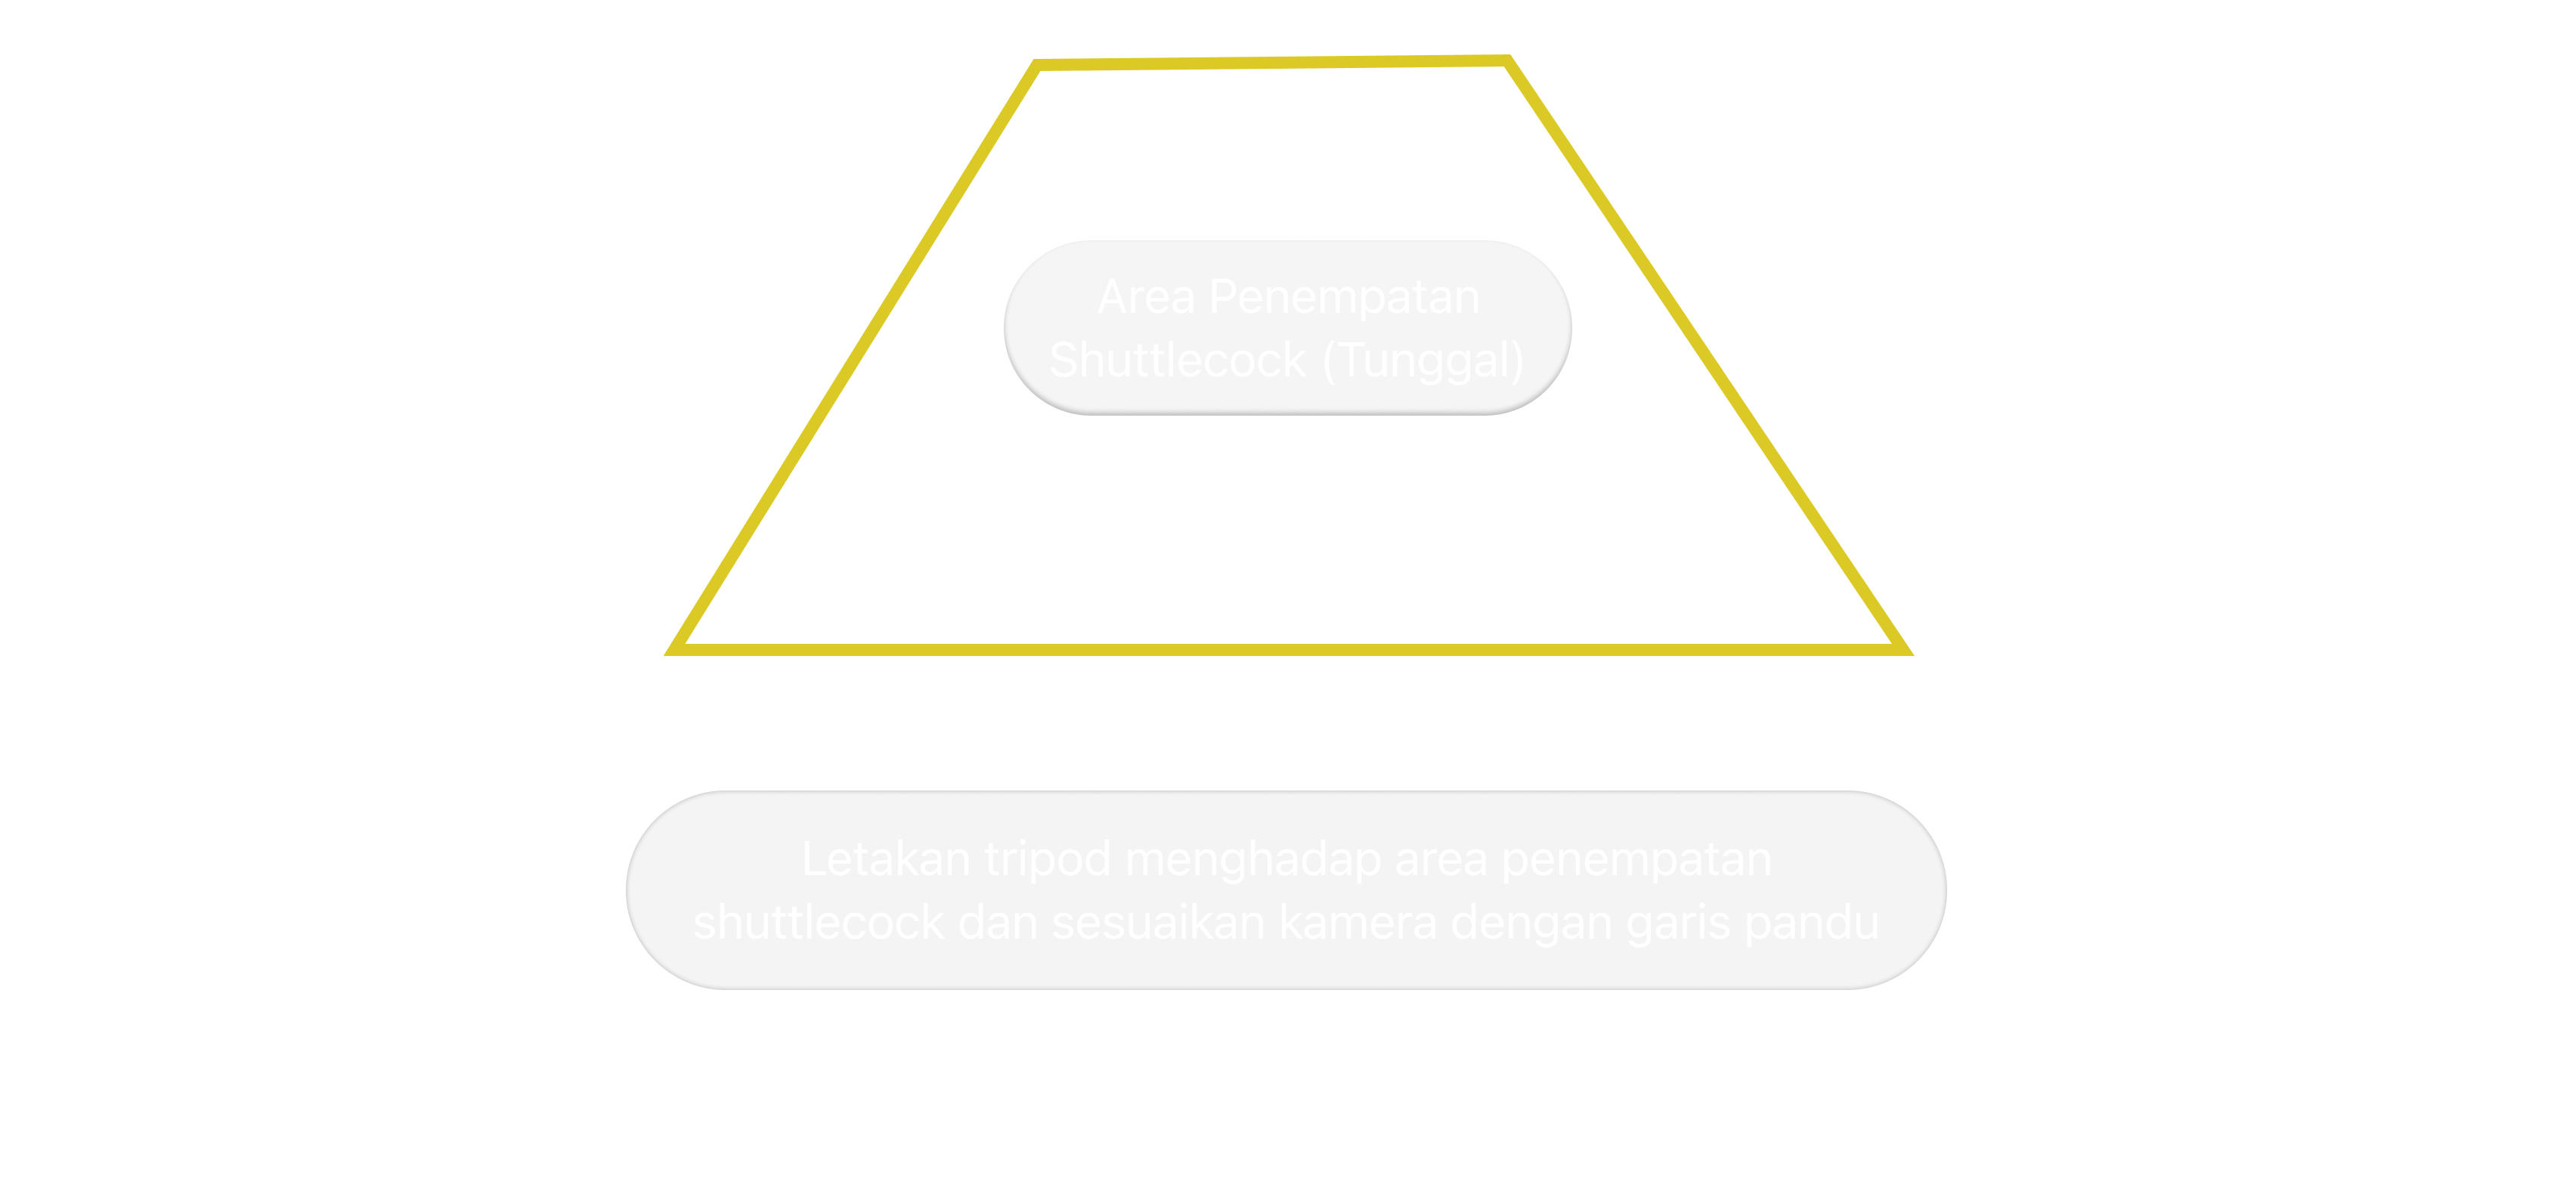 Area Penempatan
Shuttlecock (Tunggal)
Letakan tripod menghadap area penempatan
shuttlecock dan sesuaikan kamera dengan garis pandu